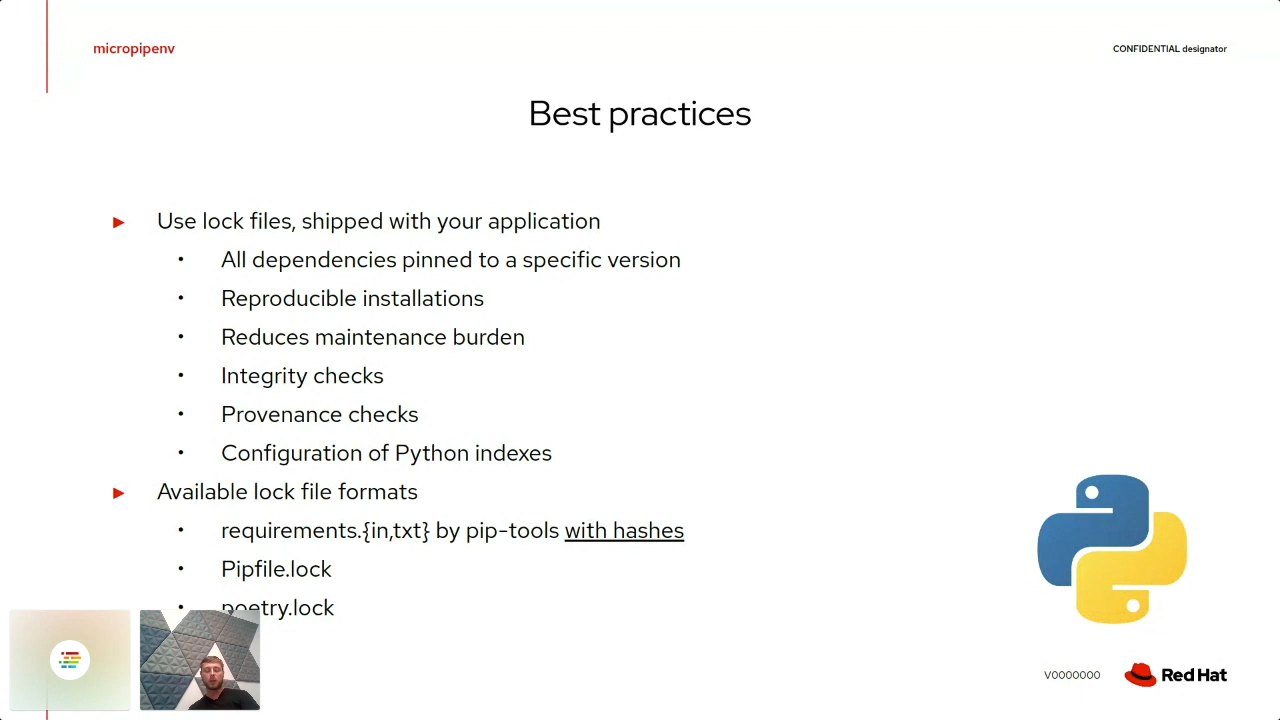 micropipenv
CONFIDENTIAL designator
Best practices
Use lock files, shipped with your application
All dependencies pinned to a specific version
Reproducible installations
Reduces maintenance burden
Integrity checks
Provenance checks
Configuration of Python indexes
Available lock file formats
requirements.{in,txt} by pip-tools with hashes
Pipfile.lock
poetry.lock
V0000000
Red Hat